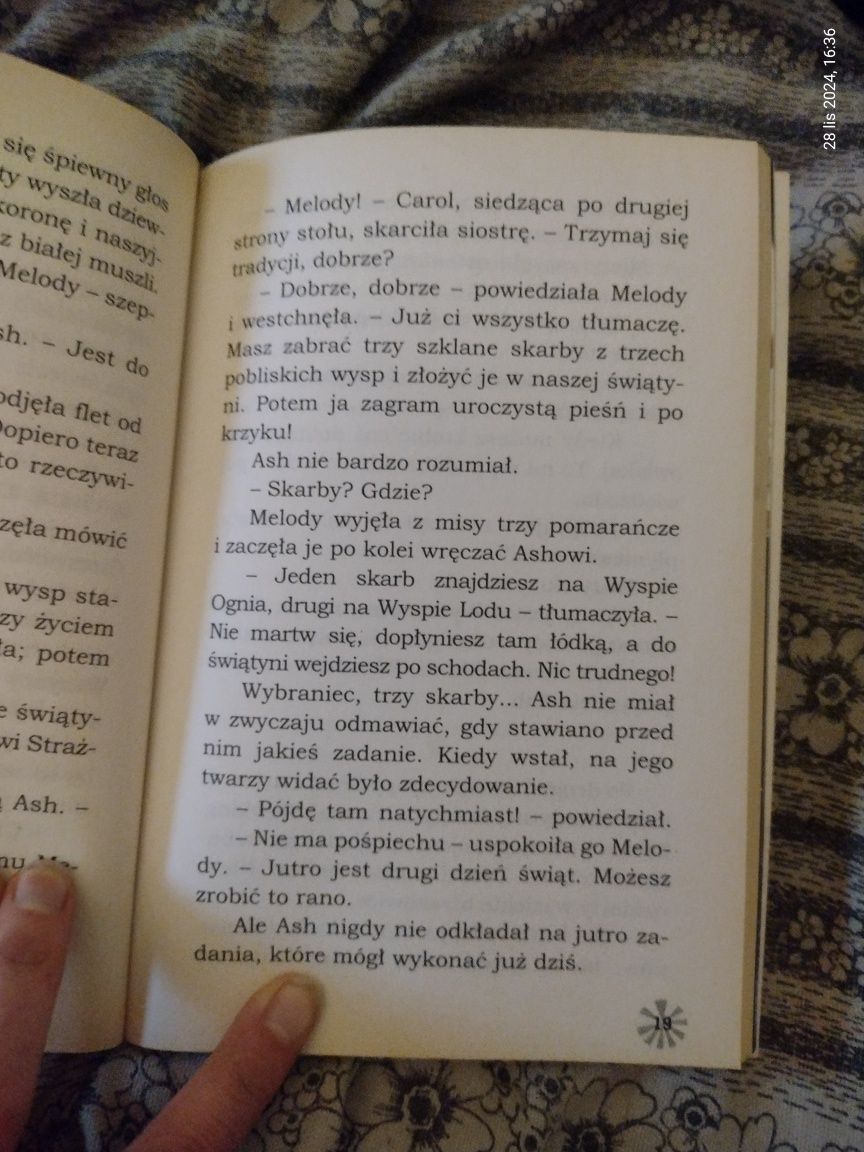 28 lis 2024, 16:36
się śpiewny głos
ty wyszła dziew-
koronę i naszyj-
z białej muszli.
Melody – szep-
sh. – Jest do
odjęła flet od
Dopiero teraz
to rzeczywi-
zęła mówić
wysp sta-
zy życiem
ła; potem
e święty-
wi Straż-
ą Ash. –
mu Me-
– Melody! – Carol, siedząca po drugiej
strony stołu, skarciła siostrę. – Trzymaj się
tradycji, dobrze?
– Dobrze, dobrze – powiedziała Melody
i westchnęła. – Już ci wszystko tłumaczę.
Masz zabrać trzy szklane skarby z trzech
pobliskich wysp i złożyć je w naszej święty-
ni. Potem ja zagram uroczystą pieśń i po
krzyku!
Ash nie bardzo rozumiał.
– Skarby? Gdzie?
Melody wyjęła z misy trzy pomarańcze
i zaczęła je po kolei wręczać Ashowi.
– Jeden skarb znajdziesz na Wyspie
Ognia, drugi na Wyspie Lodu – tłumaczyła. –
Nie martw się, dopłyniesz tam łódką, a do
świątyni wejdziesz po schodach. Nic trudnego!
Wybraniec, trzy skarby... Ash nie miał
w zwyczaju odmawiać, gdy stawiano przed
nim jakieś zadanie. Kiedy wstał, na jego
twarzy widać było zdecydowanie.
– Pójdę tam natychmiast! – powiedział.
– Nie ma pośpiechu – uspokoiła go Melo-
dy. – Jutro jest drugi dzień świąt. Możesz
zrobić to rano.
Ale Ash nigdy nie odkładał na jutro za-
dania, które mógł wykonać już dziś.
19